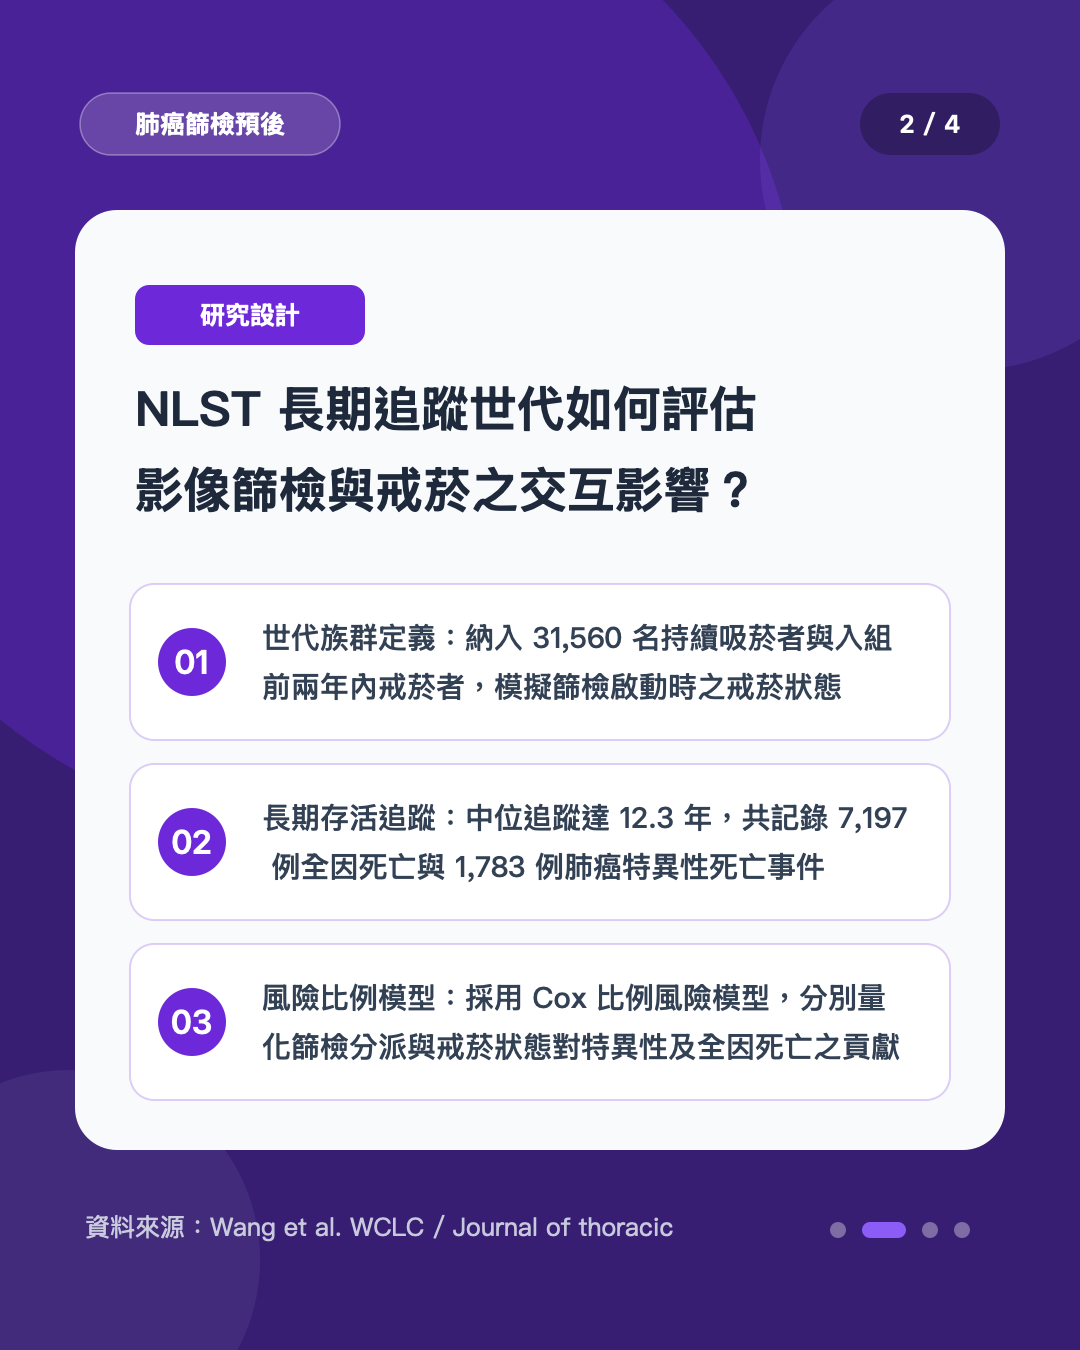 肺癌篩檢預後
2 / 4
研究設計
NLST 長期追蹤世代如何評估
影像篩檢與戒菸之交互影響？
01
世代族群定義：納入 31,560 名持續吸菸者與入組
前兩年內戒菸者，模擬篩檢啟動時之戒菸狀態
02
長期存活追蹤：中位追蹤達 12.3 年，共記錄 7,197
例全因死亡與 1,783 例肺癌特異性死亡事件
03
風險比例模型：採用 Cox 比例風險模型，分別量
化篩檢分派與戒菸狀態對特異性及全因死亡之貢獻
資料來源：Wang et al. WCLC / Journal of thoracic